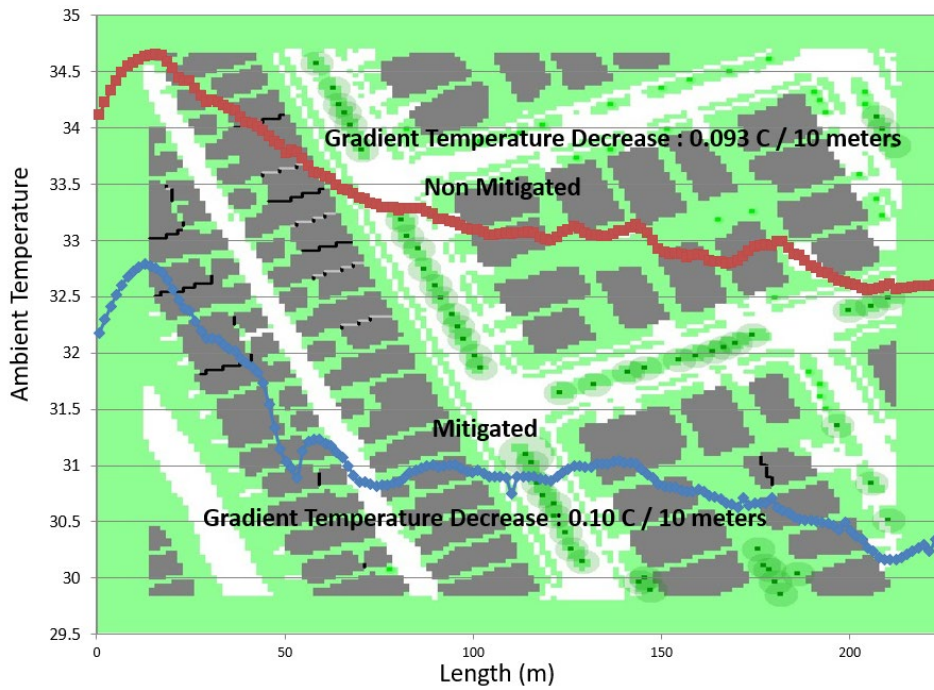 35
34.5
34
Gradient Temperature Decrease : 0.093 C / 10 meters
33.5
Non Mitigated
33
32.5
32
31.5
Mitigated
31
30.5
Gradient Temperature Decrease : 0.10 C / 10 meters
30
29.5
Ambient Temperature
0
50
100
150
200
Length (m)